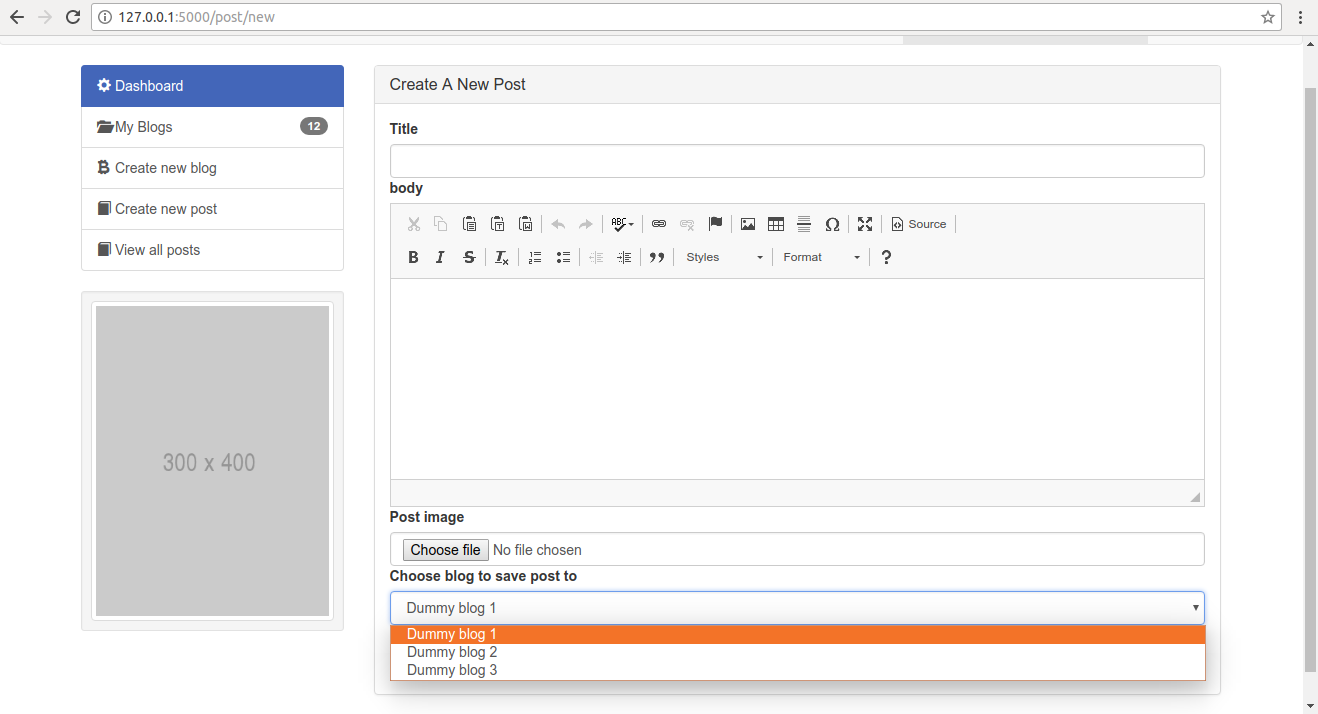 127.0.0.1:5000/post/new
Dashboard
My Blogs 12
Create new blog
Create new post
View all posts
300 x 400
Create A New Post
Title
body
ABC
Source
B I S Tx Styles Format ?
Post image
Choose file No file chosen
Choose blog to save post to
Dummy blog 1
Dummy blog 1
Dummy blog 2
Dummy blog 3